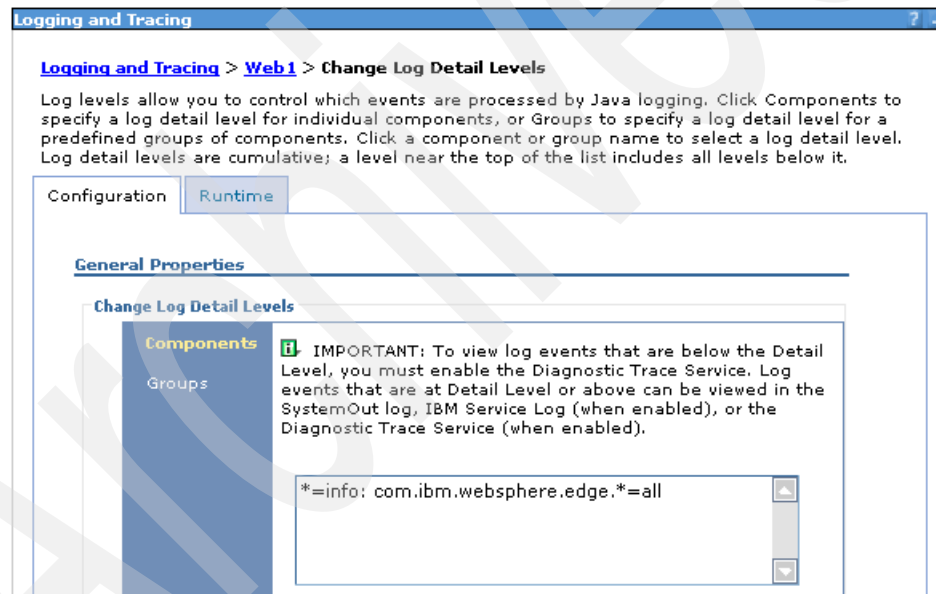 Logging and Tracing ? -
Logging and Tracing > Web1 > Change Log Detail Levels
Log levels allow you to control which events are processed by Java logging. Click Components to
specify a log detail level for individual components, or Groups to specify a log detail level for a
predefined groups of components. Click a component or group name to select a log detail level.
Log detail levels are cumulative; a level near the top of the list includes all levels below it.
Configuration Runtime
General Properties
Change Log Detail Levels
Components
Groups
IMPORTANT: To view log events that are below the Detail
Level, you must enable the Diagnostic Trace Service. Log
events that are at Detail Level or above can be viewed in the
SystemOut log, IBM Service Log (when enabled), or the
Diagnostic Trace Service (when enabled).
*=info: com.ibm.websphere.edge.*=all